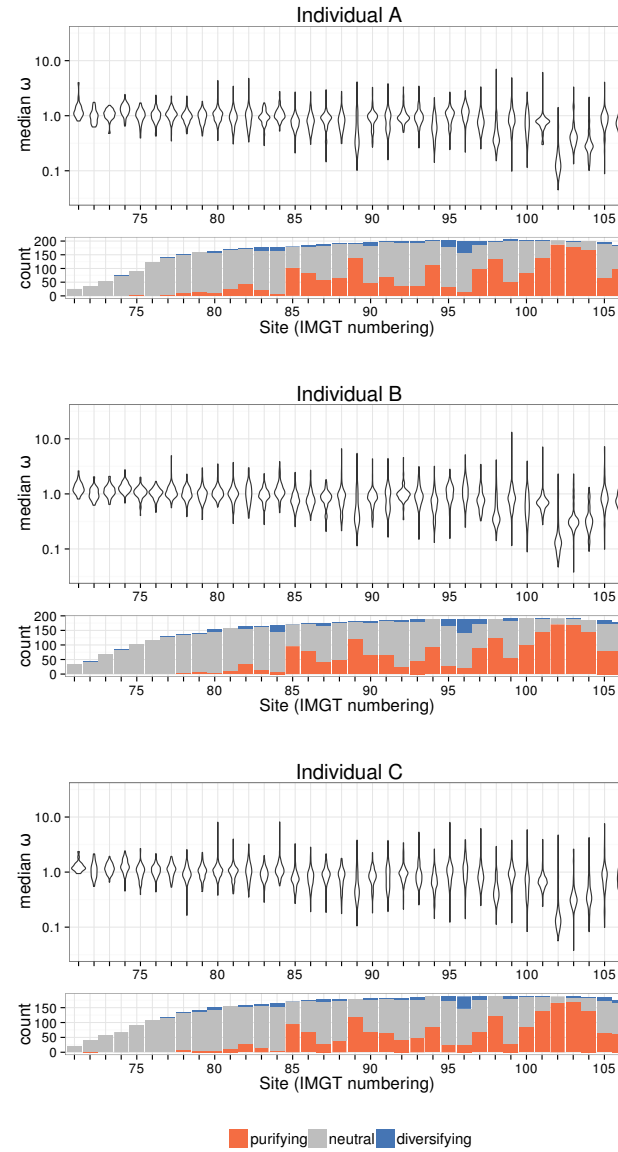 Individual A
median ω
10.0
1.0
0.1
75 80 85 90 95 100 105
count
200
150
100
50
0
75 80 85 90 95 100 105
Site (IMGT numbering)
Individual B
median ω
10.0
1.0
0.1
75 80 85 90 95 100 105
count
200
150
100
50
0
75 80 85 90 95 100 105
Site (IMGT numbering)
Individual C
median ω
10.0
1.0
0.1
75 80 85 90 95 100 105
count
150
100
50
0
75 80 85 90 95 100 105
Site (IMGT numbering)
purifying neutral diversifying